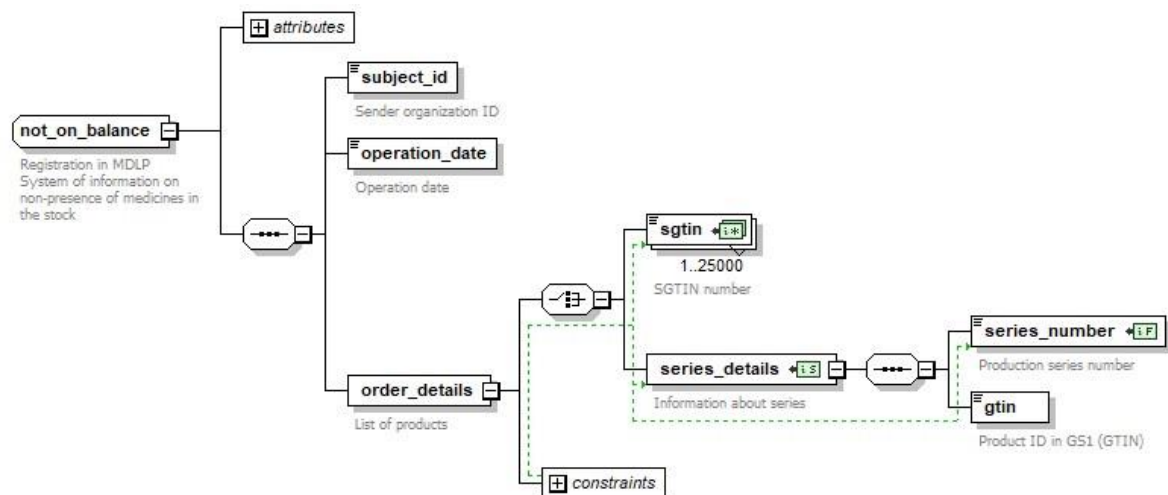 attributes
subject_id
Sender organization ID
not_on_balance
Registration in MDLP
System of information on
non-presence of medicines in
the stock
operation_date
Operation date
sgtin
1..25000
SGTIN number
series_number
Production series number
order_details
List of products
series_details
Information about series
gtin
Product ID in GS1 (GTIN)
constraints